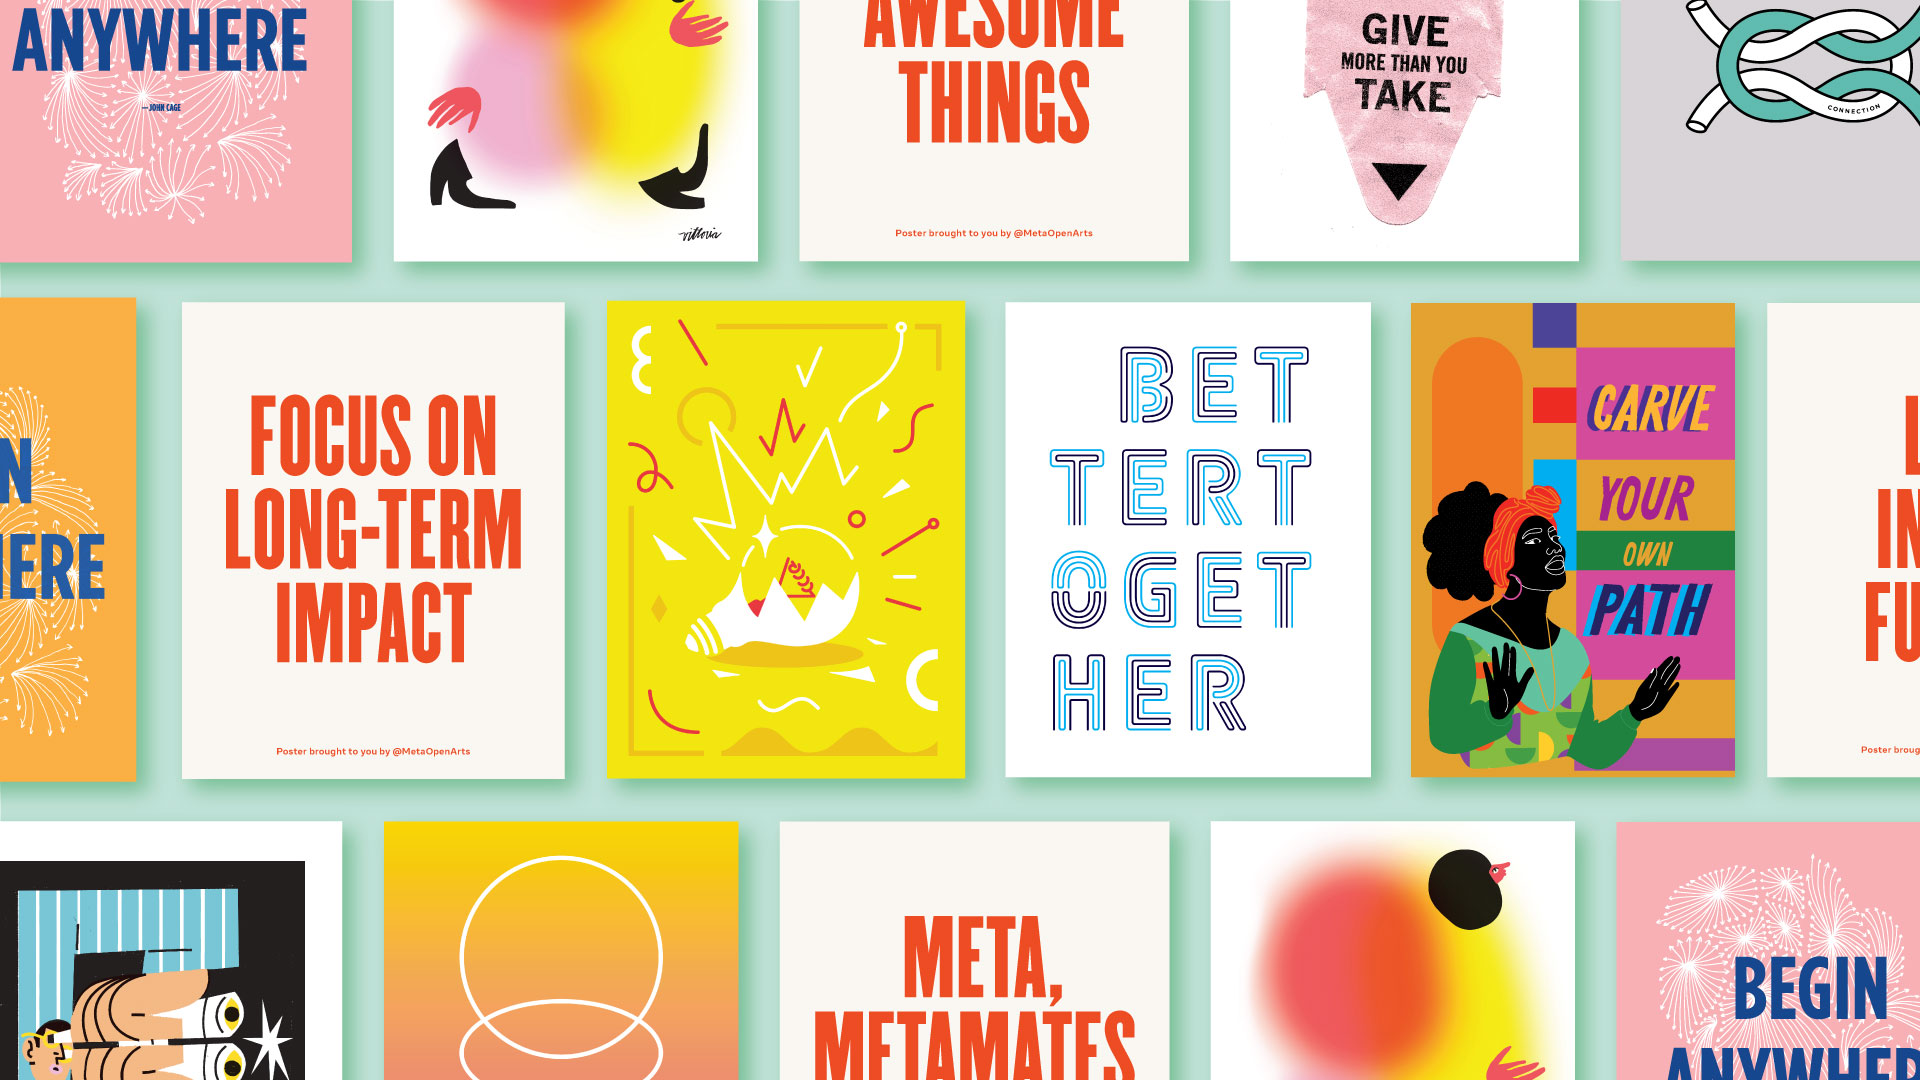 ANYWHERE
—JOHN CAGE
AWESOME
THINGS
Poster brought to you by @MetaOpenArts
GIVE
MORE THAN YOU
TAKE
CONNECTION
vittoria
N
ERE
FOCUS ON
LONG-TERM
IMPACT
Poster brought to you by @MetaOpenArts
BET
TERT
OGET
HER
CARVE
YOUR
OWN
PATH
L
IN
FU
Poster broug
META,
METAMATES
BEGIN
ANYWHER